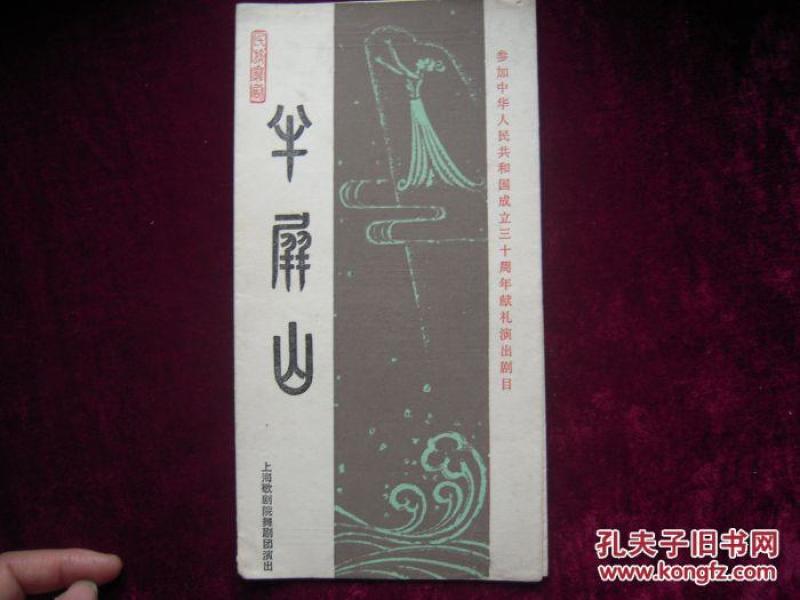 参加中华人民共和国成立三十周年献礼演出剧目
民族舞剧
半屏山
上海歌剧院舞剧团演出
孔夫子旧书网
www.kongfz.com